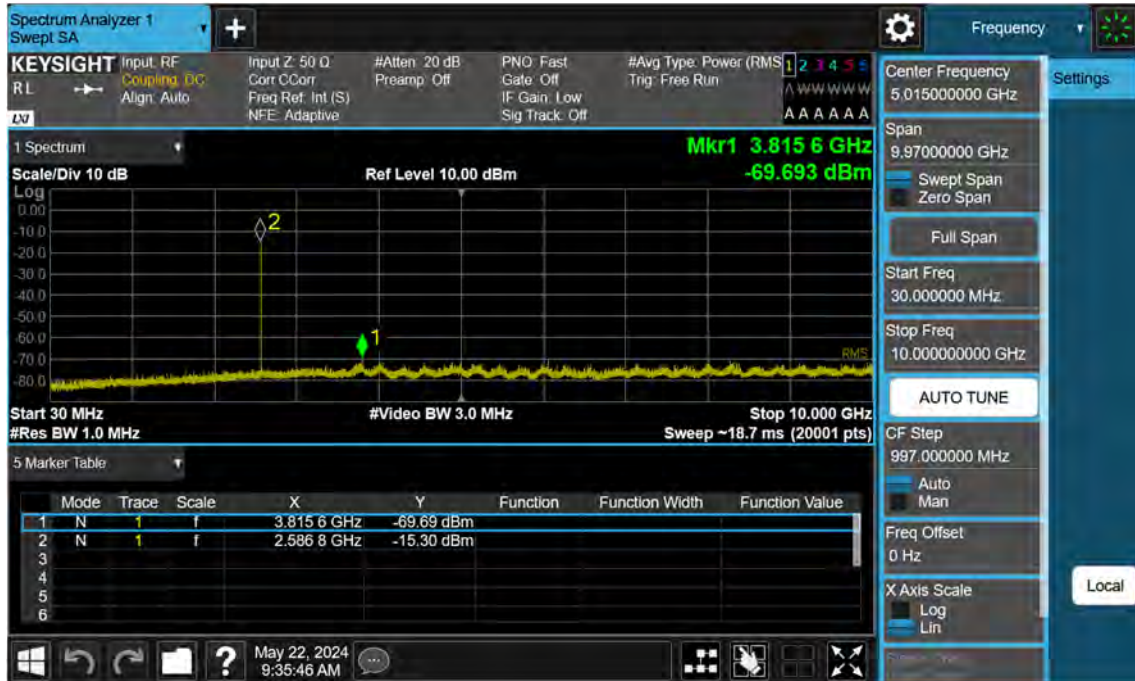 Spectrum Analyzer 1
Swept SA
Frequency
KEYSIGHT
RL
LXI
Input: RF
Coupling: DC
Align: Auto
Input Z: 50 Ω
Corr CCorr
Freq Ref: Int (S)
NFE: Adaptive
#Atten: 20 dB
Preamp: Off
PNO: Fast
Gate: Off
IF Gain: Low
Sig Track: Off
#Avg Type: Power (RMS
Trig: Free Run
1 2 3 4 5 6
A W W W W W
A A A A A A
1 Spectrum
Scale/Div 10 dB
Ref Level 10.00 dBm
Mkr1 3.815 6 GHz
-69.693 dBm
Log
0.00
-10.0
-20.0
-30.0
-40.0
-50.0
-60.0
-70.0
-80.0
2
1
RMS
Start 30 MHz
#Video BW 3.0 MHz
Stop 10.000 GHz
#Res BW 1.0 MHz
Sweep ~18.7 ms (20001 pts)
5 Marker Table
Mode Trace Scale X Y Function Function Width Function Value
1 N 1 f 3.815 6 GHz -69.69 dBm
2 N 1 f 2.586 8 GHz -15.30 dBm
3
4
5
6
May 22, 2024
9:35:46 AM
Center Frequency
5.015000000 GHz
Span
9.97000000 GHz
Swept Span
Zero Span
Full Span
Start Freq
30.000000 MHz
Stop Freq
10.000000000 GHz
AUTO TUNE
CF Step
997.000000 MHz
Auto
Man
Freq Offset
0 Hz
X Axis Scale
Log
Lin
Settings
Local